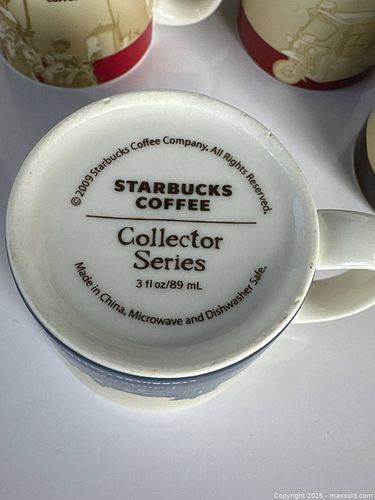 © 2009 Starbucks Coffee Company. All Rights Reserved.
STARBUCKS
COFFEE
Collector
Series
3 fl oz/89 mL
Made in China. Microwave and Dishwasher Safe.
Copyright 2025 - maxsold.com